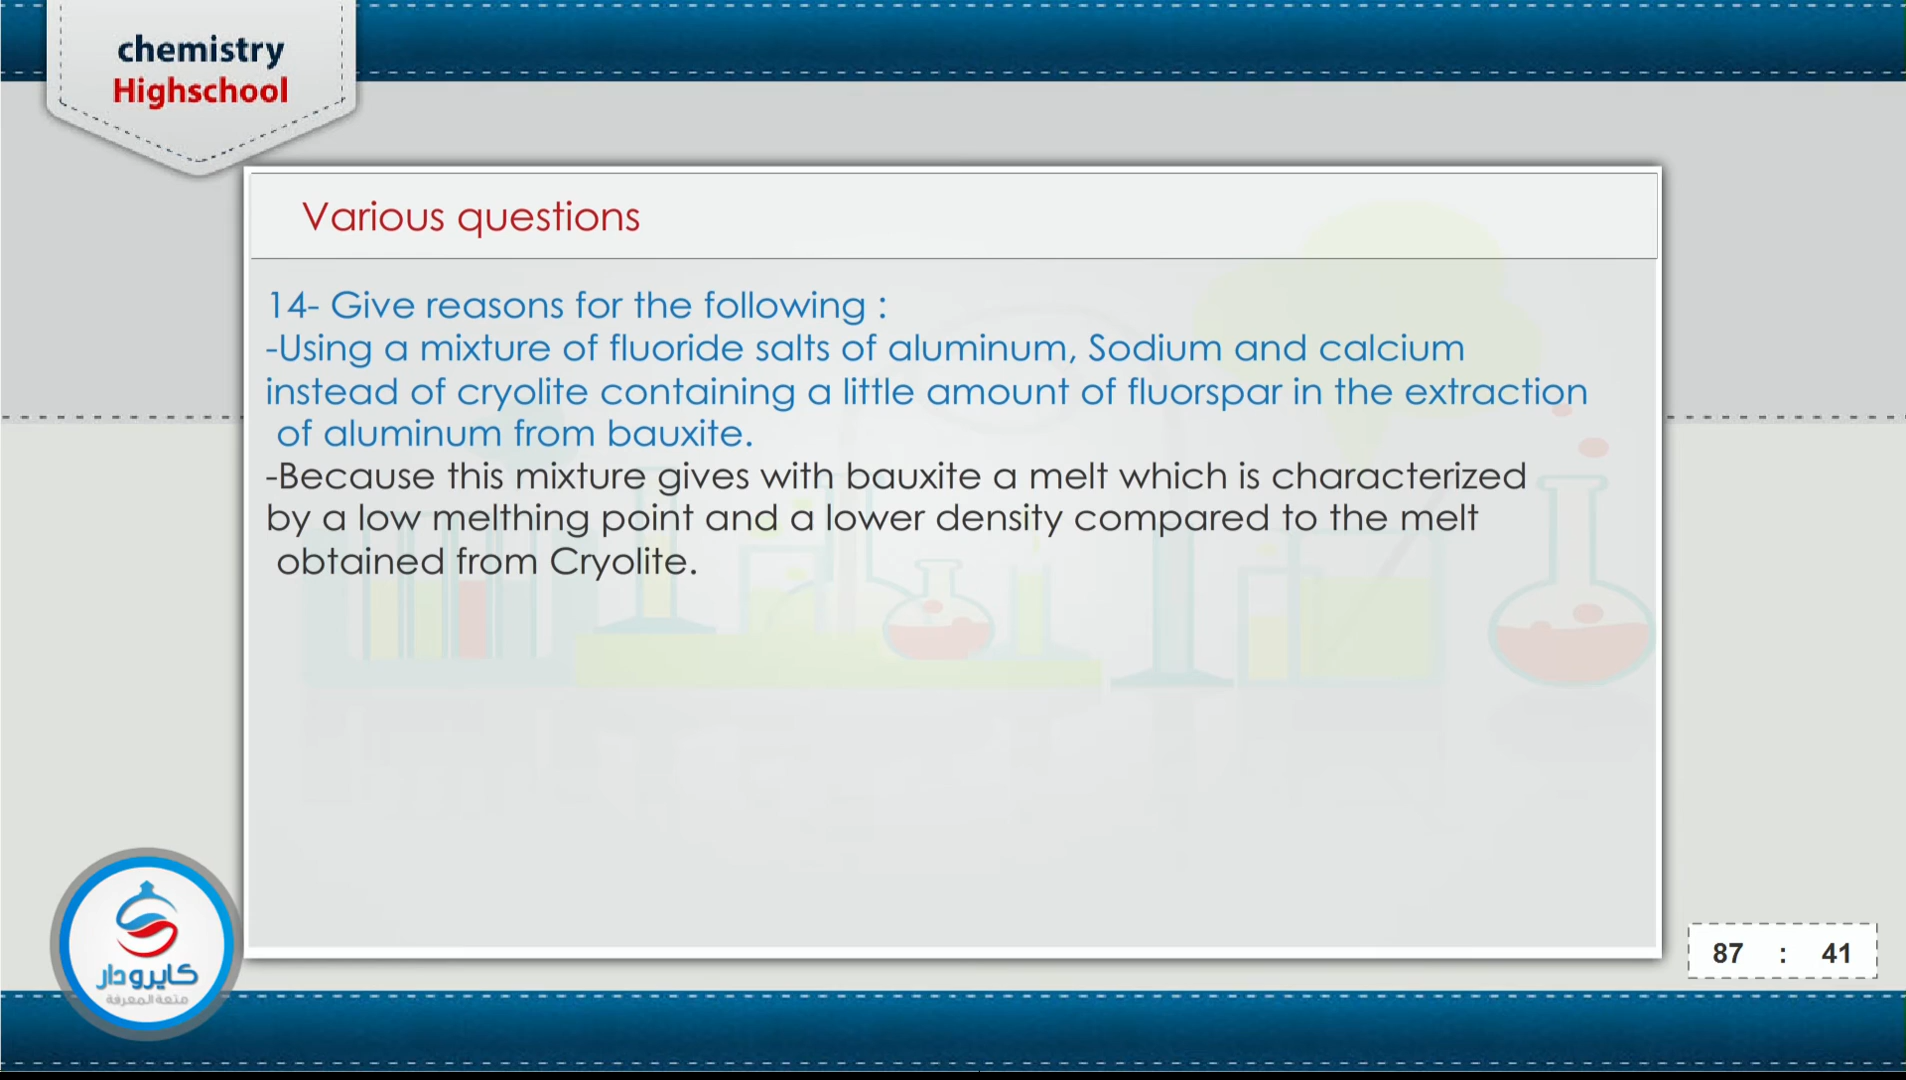 chemistry
Highschool
Various questions
14- Give reasons for the following :
-Using a mixture of fluoride salts of aluminum, Sodium and calcium
instead of cryolite containing a little amount of fluorspar in the extraction
of aluminum from bauxite.
-Because this mixture gives with bauxite a melt which is characterized
by a low melthing point and a lower density compared to the melt
obtained from Cryolite.
كايرودار
متعة المعرفة
87 : 41